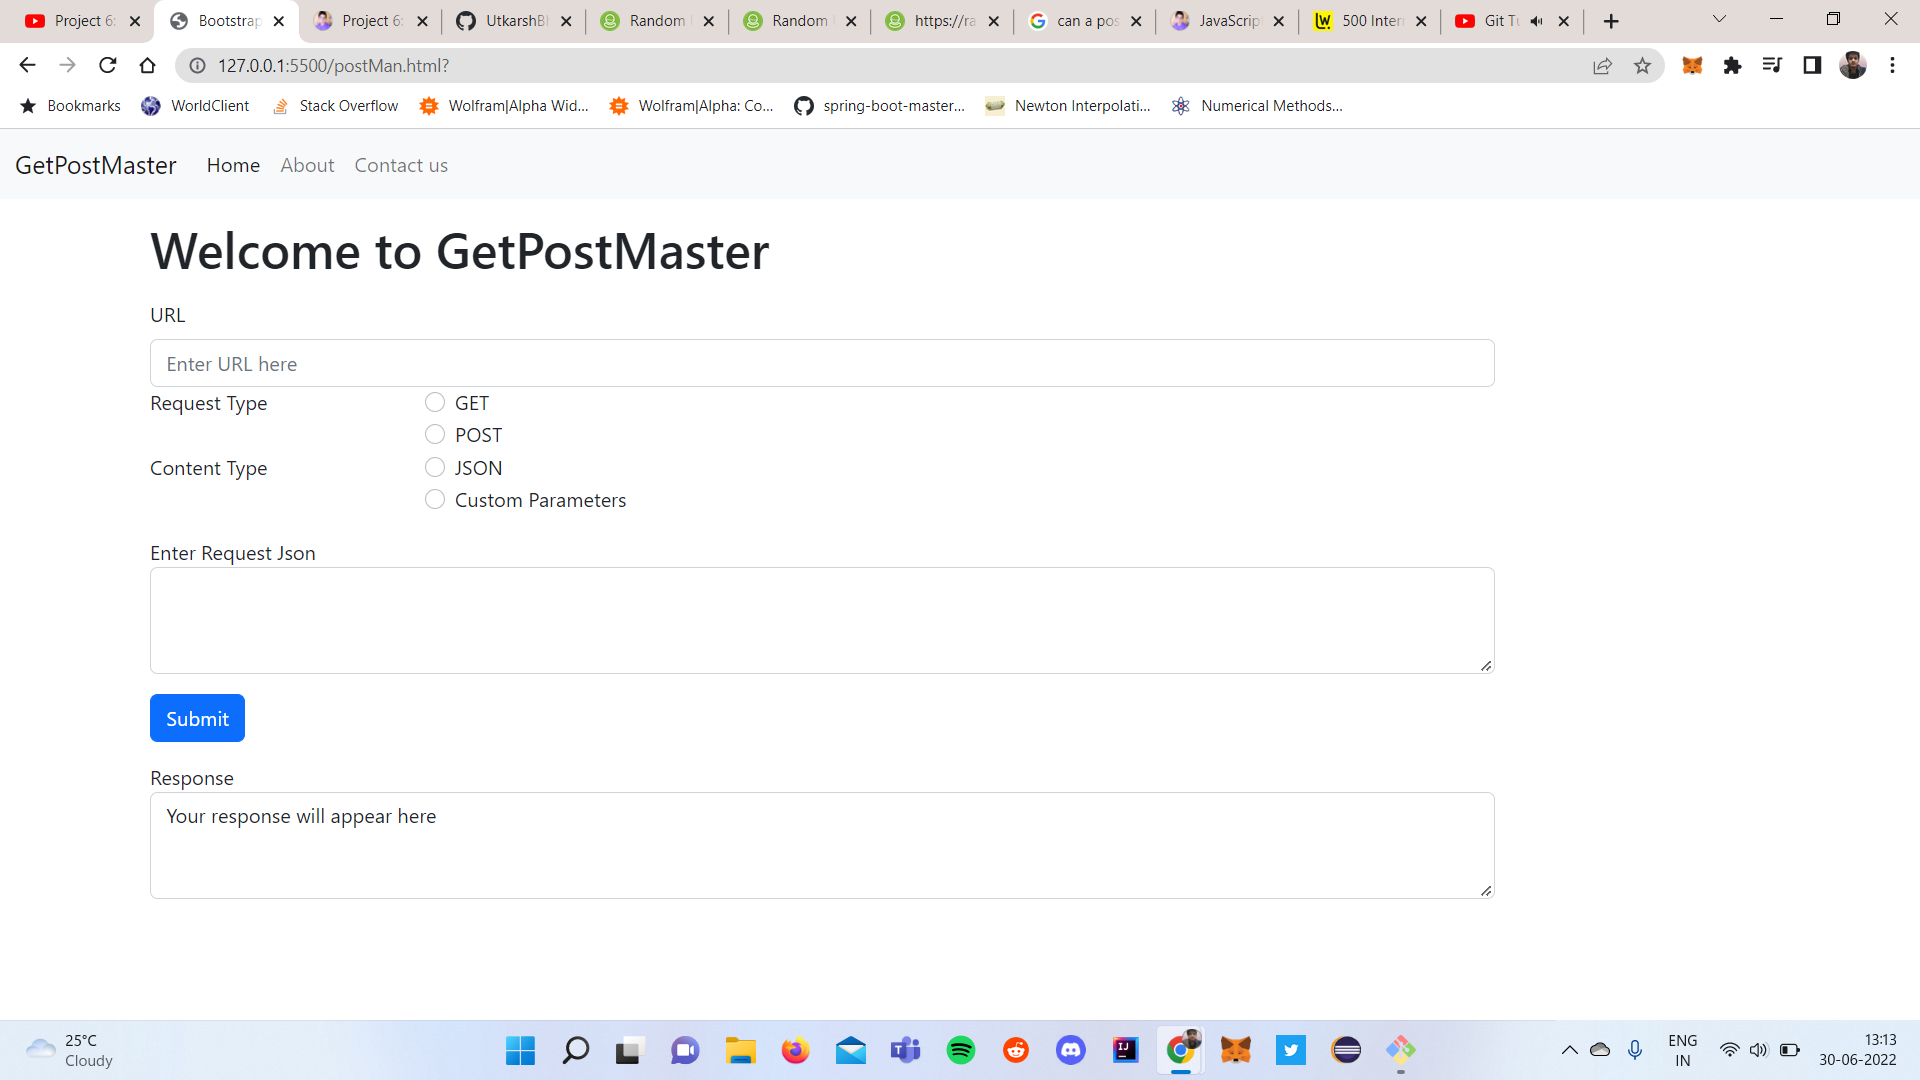 Project 6:
Bootstrap
Project 6:
UtkarshBh
Random
Random
https://ra
can a pos
JavaScrip
500 Intern
Git Tu
127.0.0.1:5500/postMan.html?
Bookmarks
WorldClient
Stack Overflow
Wolfram|Alpha Wid...
Wolfram|Alpha: Co...
spring-boot-master...
Newton Interpolati...
Numerical Methods...
GetPostMaster
Home
About
Contact us
Welcome to GetPostMaster
URL
Enter URL here
Request Type
GET
POST
Content Type
JSON
Custom Parameters
Enter Request Json
Submit
Response
Your response will appear here
25°C
Cloudy
ENG
IN
13:13
30-06-2022